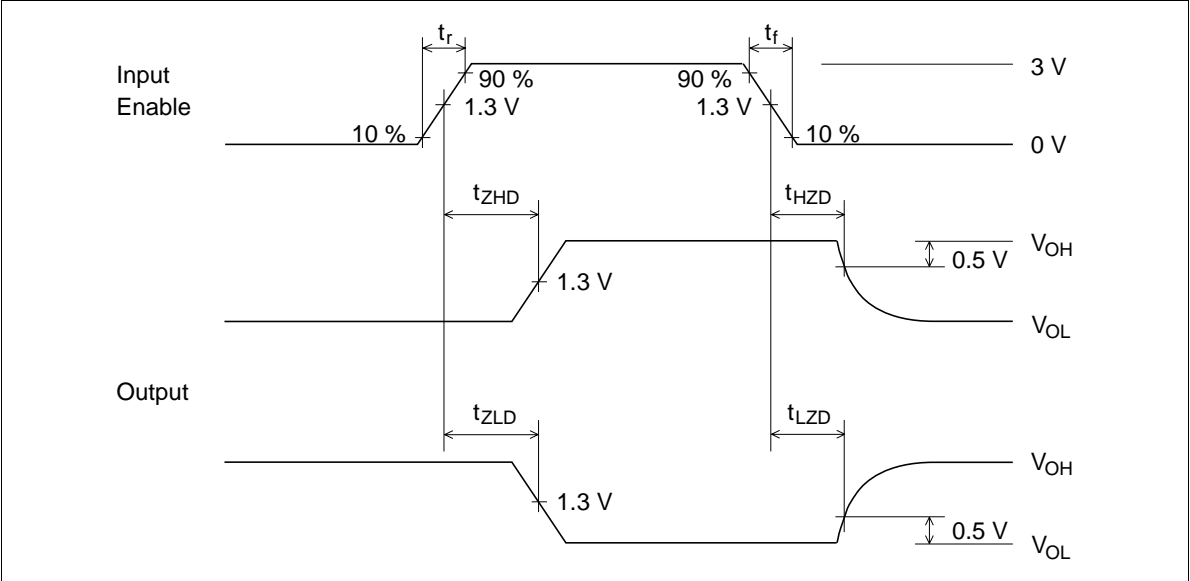 tr tf
Input Enable
90 % 90 % 3 V
1.3 V 1.3 V
10 % 10 % 0 V
tZHD tHZD
VOH
0.5 V
1.3 V
VOL
Output
tZLD tLZD
VOH
1.3 V
0.5 V
VOL